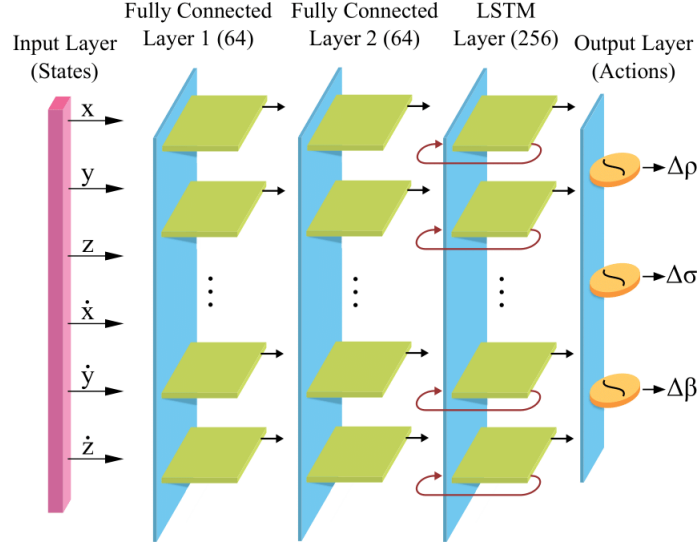 Input Layer
(States)
Fully Connected
Layer 1 (64)
Fully Connected
Layer 2 (64)
LSTM
Layer (256)
Output Layer
(Actions)
x
y
z
ẋ
ẏ
ż
Δρ
Δσ
Δβ